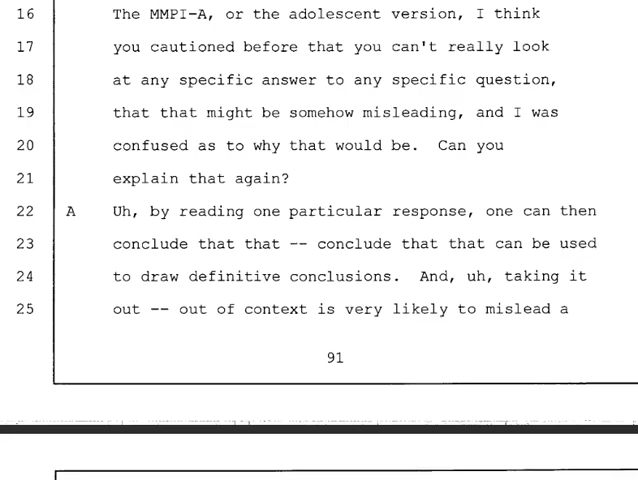 16 The MMPI-A, or the adolescent version, I think
17 you cautioned before that you can't really look
18 at any specific answer to any specific question,
19 that that might be somehow misleading, and I was
20 confused as to why that would be. Can you
21 explain that again?
22 A Uh, by reading one particular response, one can then
23 conclude that that -- conclude that that can be used
24 to draw definitive conclusions. And, uh, taking it
25 out -- out of context is very likely to mislead a
91